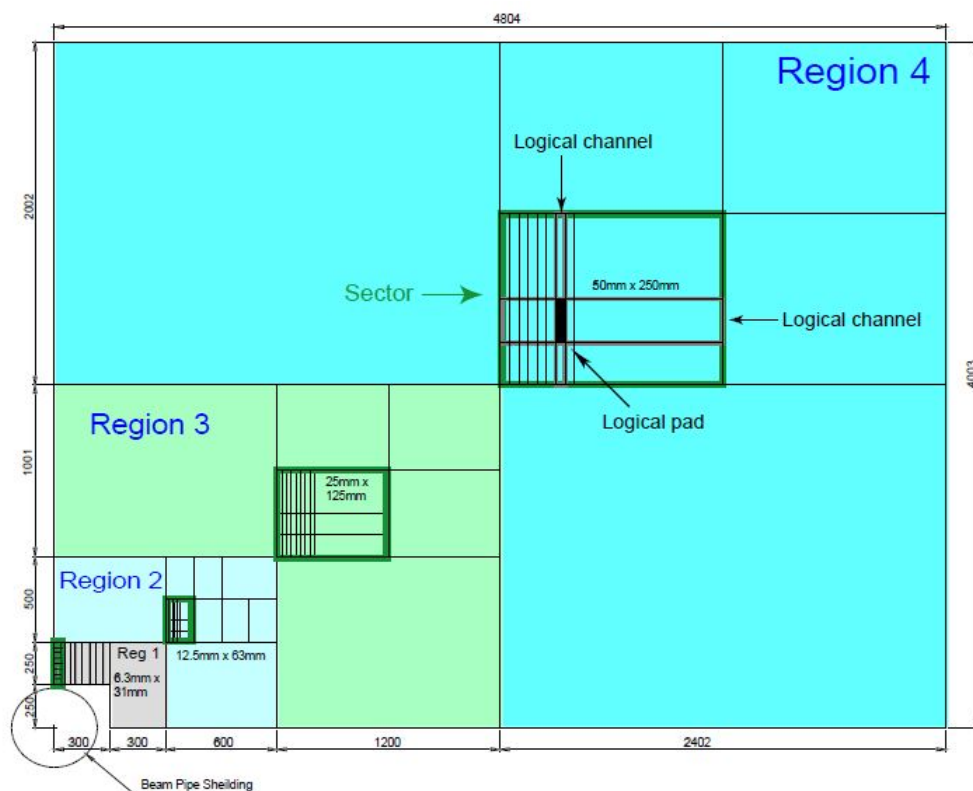 4804
Region 4
Logical channel
2002
Sector
50mm x 250mm
Logical channel
4003
Logical pad
Region 3
1001
25mm x
125mm
Region 2
500
Reg 1
12.5mm x 63mm
6.3mm x
31mm
250
250
300
300
600
1200
2402
Beam Pipe Sheilding